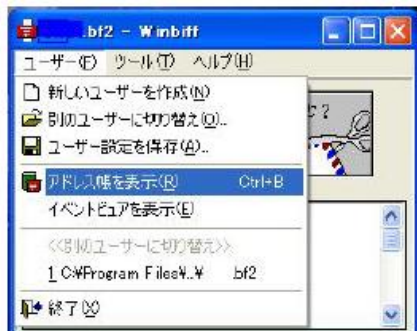 .bf2 - Winbiff
ユーザー(F) ツール(T) ヘルプ(H)
新しいユーザーを作成(N)
別のユーザーに切り替え(O)...
ユーザー設定を保存(A)...
アドレス帳を表示(R) Ctrl+B
イベントビュアを表示(E)
<<別のユーザーに切り替え>>
1 C:¥Program Files¥..¥ .bf2
終了(X)
?